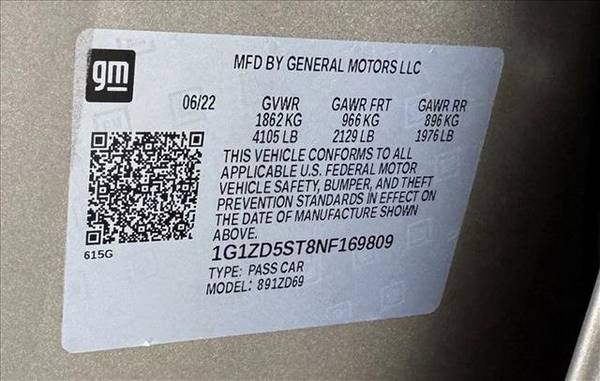 gm
MFD BY GENERAL MOTORS LLC
06/22 GVWR GAWR FRT GAWR RR
1862 KG 966 KG 896 KG
4105 LB 2129 LB 1976 LB
THIS VEHICLE CONFORMS TO ALL
APPLICABLE U.S. FEDERAL MOTOR
VEHICLE SAFETY, BUMPER, AND THEFT
PREVENTION STANDARDS IN EFFECT ON
THE DATE OF MANUFACTURE SHOWN
ABOVE.
615G
1G1ZD5ST8NF169809
TYPE: PASS CAR
MODEL: 891ZD69